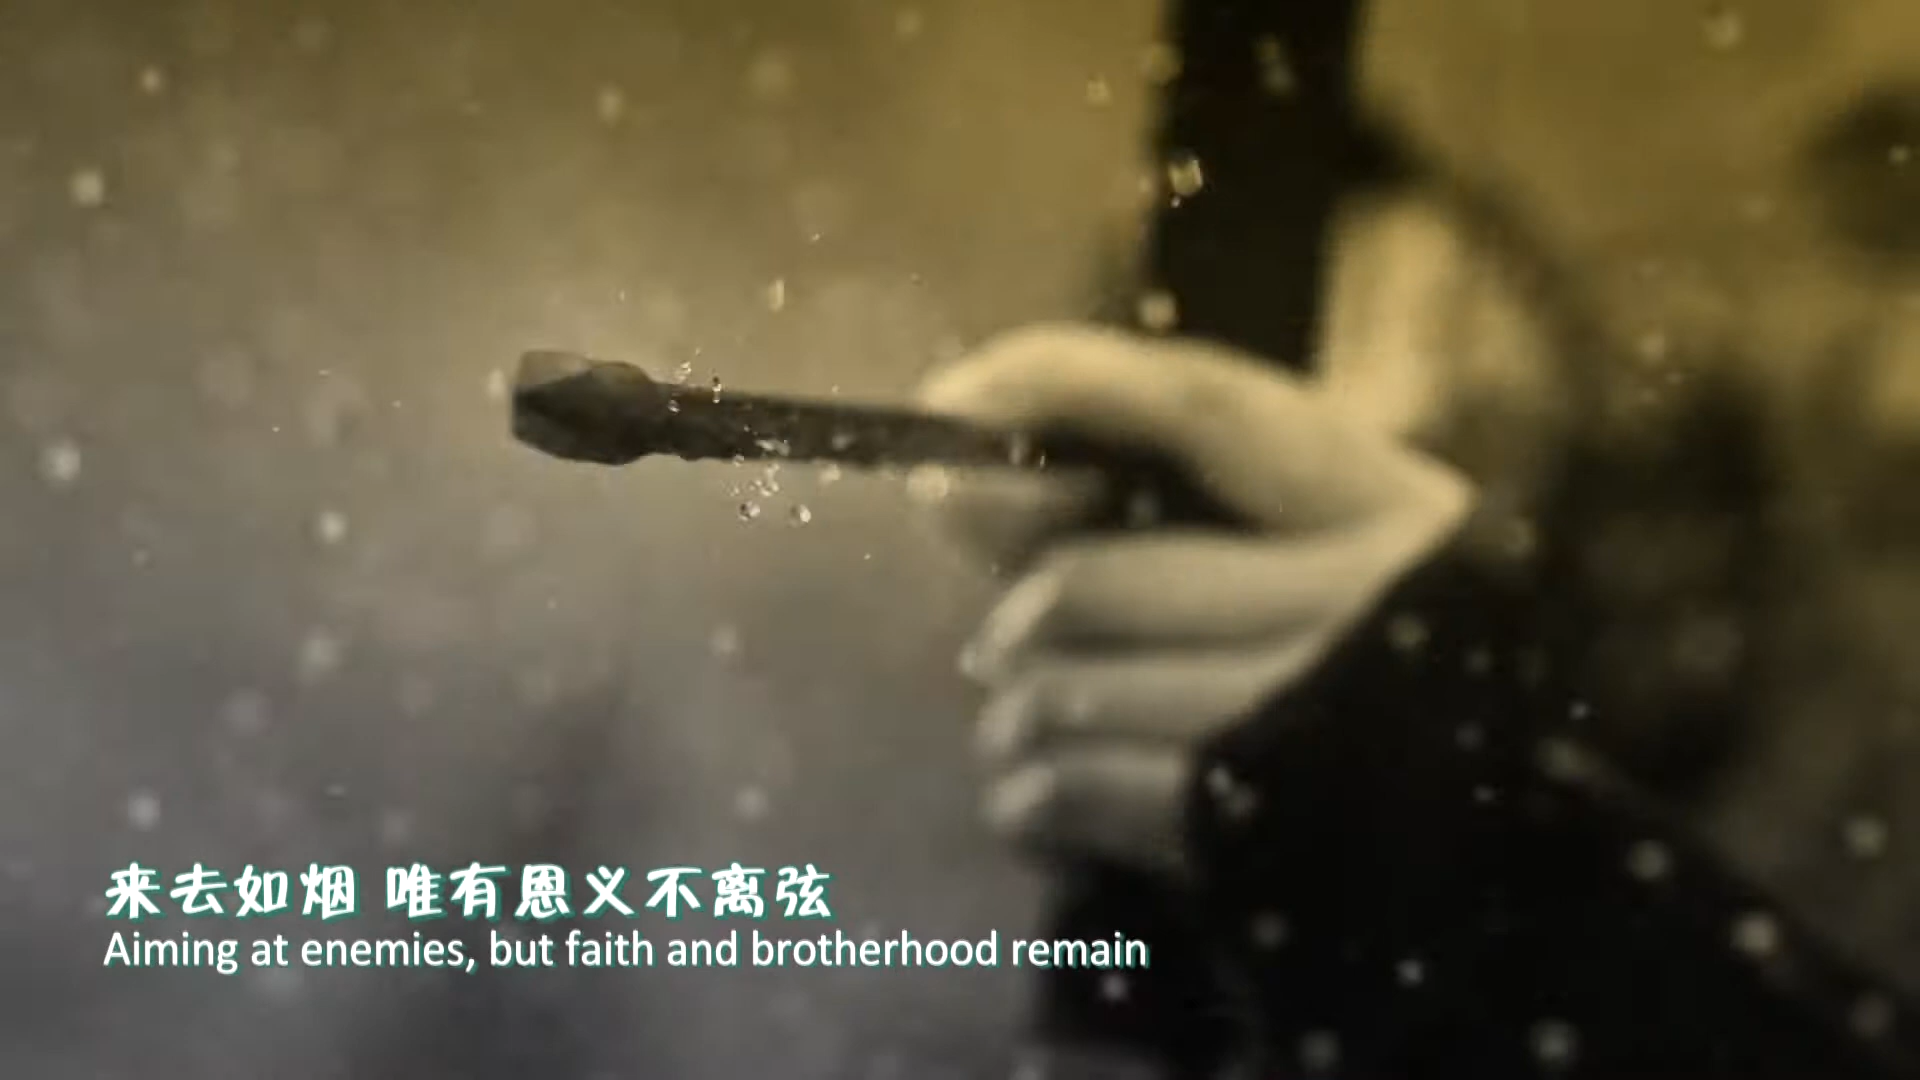 来去如烟 唯有恩义不离弦
Aiming at enemies, but faith and brotherhood remain